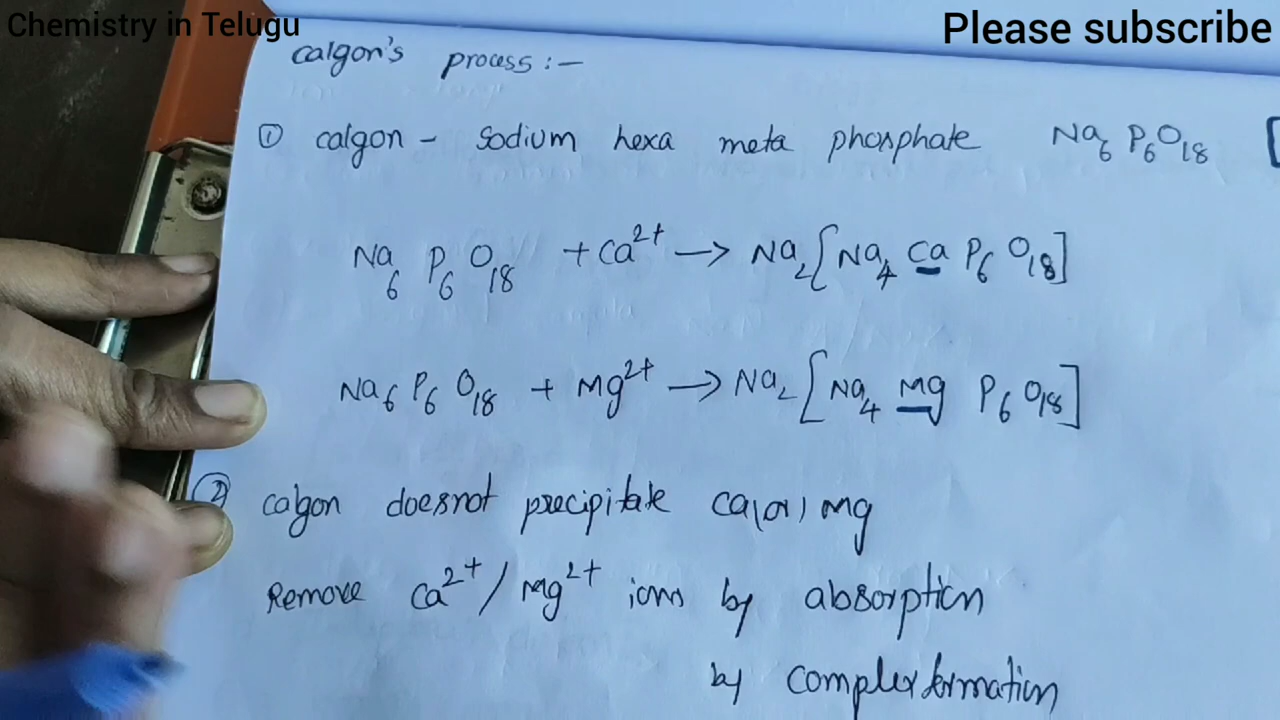 Chemistry in Telugu
Please subscribe
calgon's process :-
① calgon - sodium hexa meta phosphate Na₆ P₆O₁₈ [
Na₆ P₆ O₁₈ + Ca²⁺ → Na₂[Na₄ Ca P₆ O₁₈]
Na₆ P₆ O₁₈ + Mg²⁺ → Na₂ [Na₄ Mg P₆ O₁₈]
② calgon doesnot precipitate Ca(or) Mg
Remove Ca²⁺/ Mg²⁺ ions by absorption
by complex formation